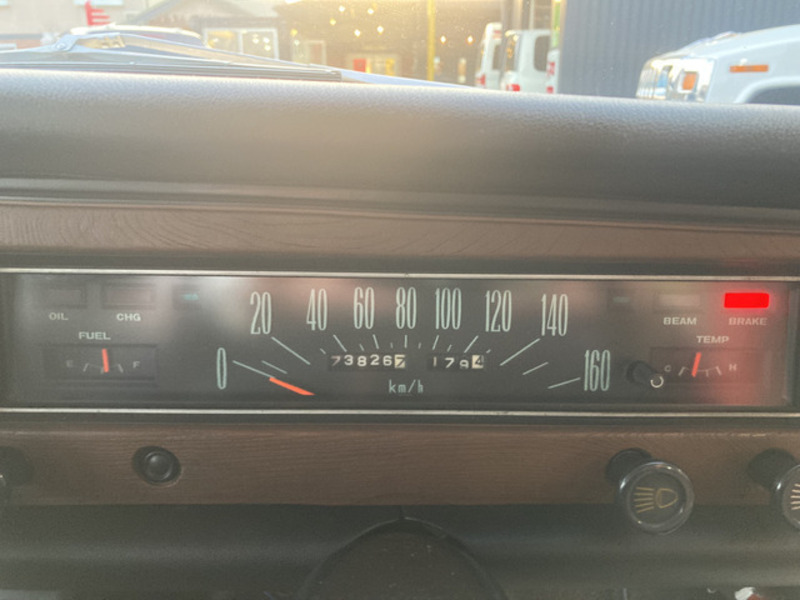 OIL CHG
FUEL
E F
0 20 40 60 80 100 120 140 160
738267 1794
km/h
BEAM BRAKE
TEMP
C H